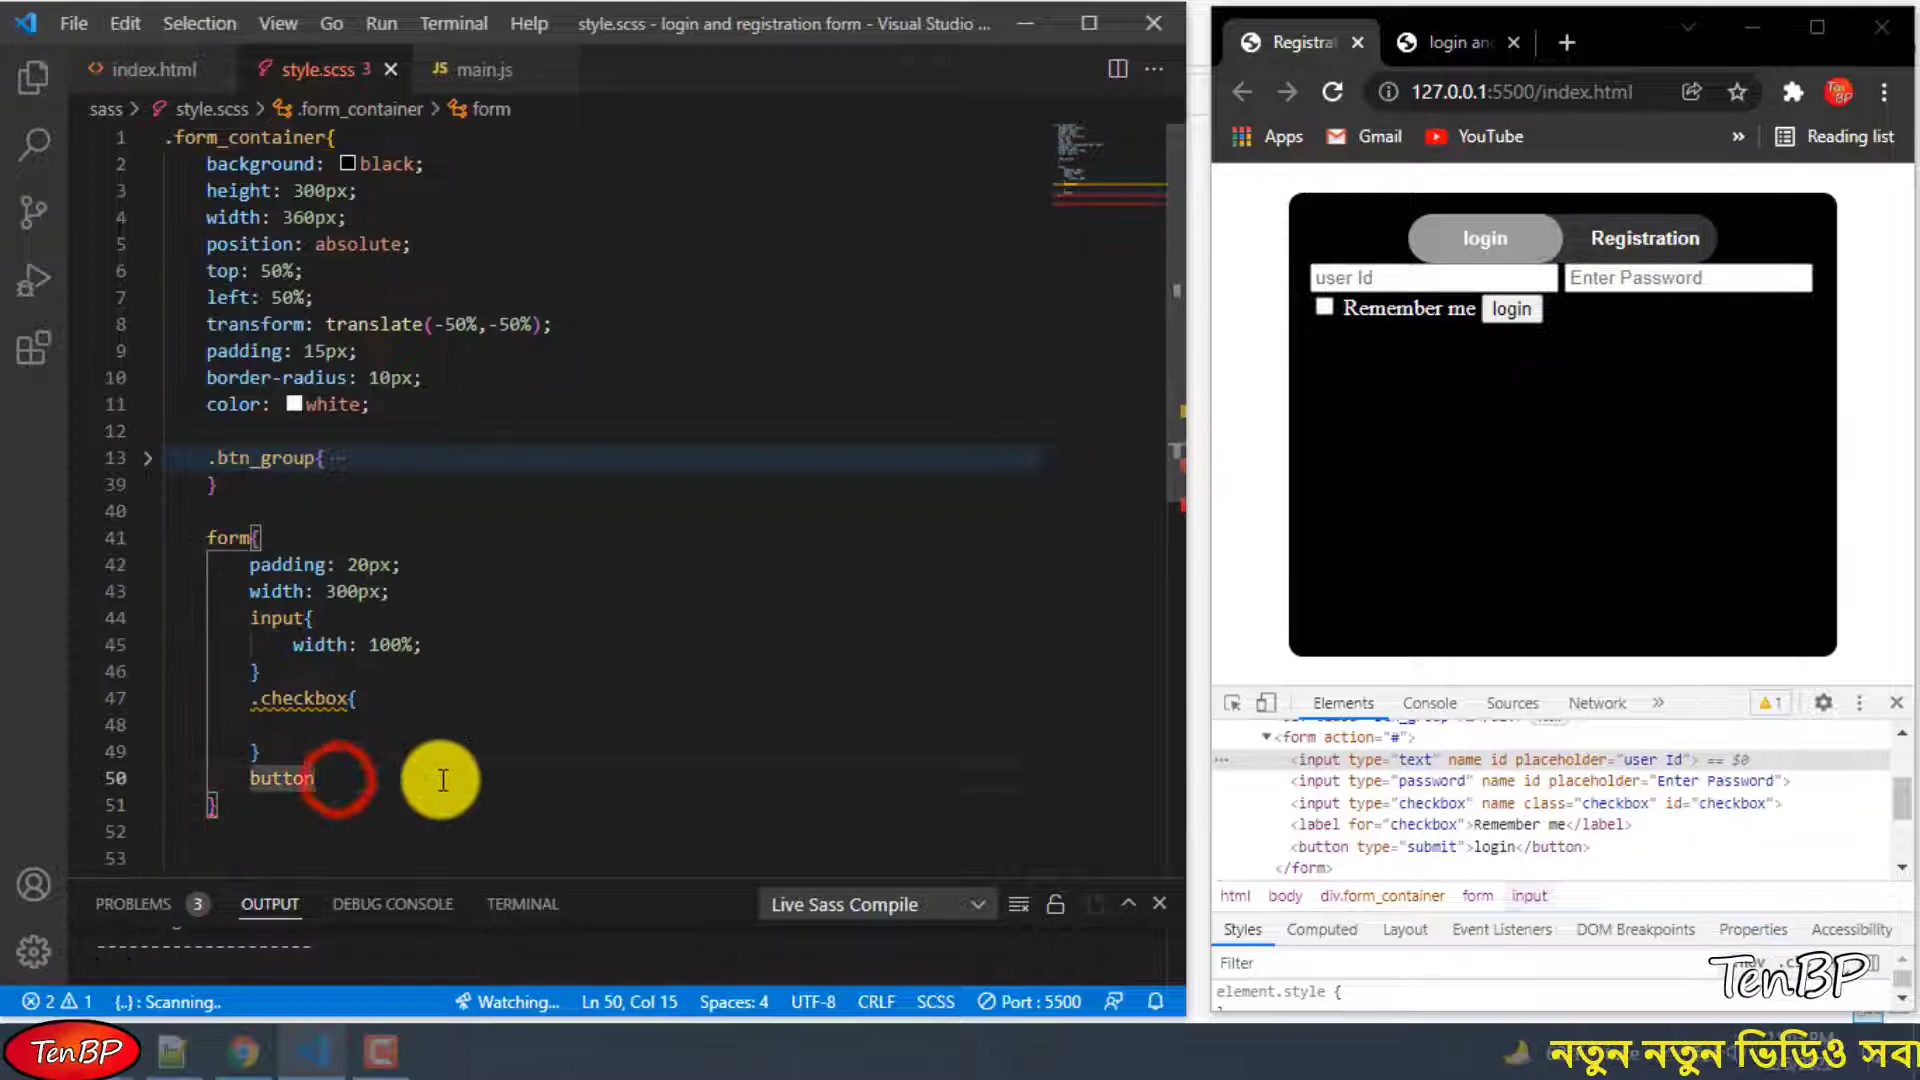 File Edit Selection View Go Run Terminal Help style.scss - login and registration form - Visual Studio ...
index.html style.scss 3 JS main.js
sass > style.scss > .form_container > form
1 .form_container{
2 background: black;
3 height: 300px;
4 width: 360px;
5 position: absolute;
6 top: 50%;
7 left: 50%;
8 transform: translate(-50%,-50%);
9 padding: 15px;
10 border-radius: 10px;
11 color: white;
12
13 .btn_group{
39 }
40
41 form{
42 padding: 20px;
43 width: 300px;
44 input{
45 width: 100%;
46 }
47 .checkbox{
48
49 }
50 button
51 }
52
53
PROBLEMS 3 OUTPUT DEBUG CONSOLE TERMINAL Live Sass Compile
--------------------
2 1 {..} : Scanning.. Watching... Ln 50, Col 15 Spaces: 4 UTF-8 CRLF SCSS Port : 5500
Registra login an
127.0.0.1:5500/index.html
Apps Gmail YouTube » Reading list
login Registration
user Id Enter Password
Remember me login
Elements Console Sources Network » 1
<form action="#">
<input type="text" name id placeholder="user Id"> == $0
<input type="password" name id placeholder="Enter Password">
<input type="checkbox" name class="checkbox" id="checkbox">
<label for="checkbox">Remember me</label>
<button type="submit">login</button>
</form>
html body div.form_container form input
Styles Computed Layout Event Listeners DOM Breakpoints Properties Accessibility
Filter
element.style {
TenBP
TenBP
নতুন নতুন ভিডিও সবা